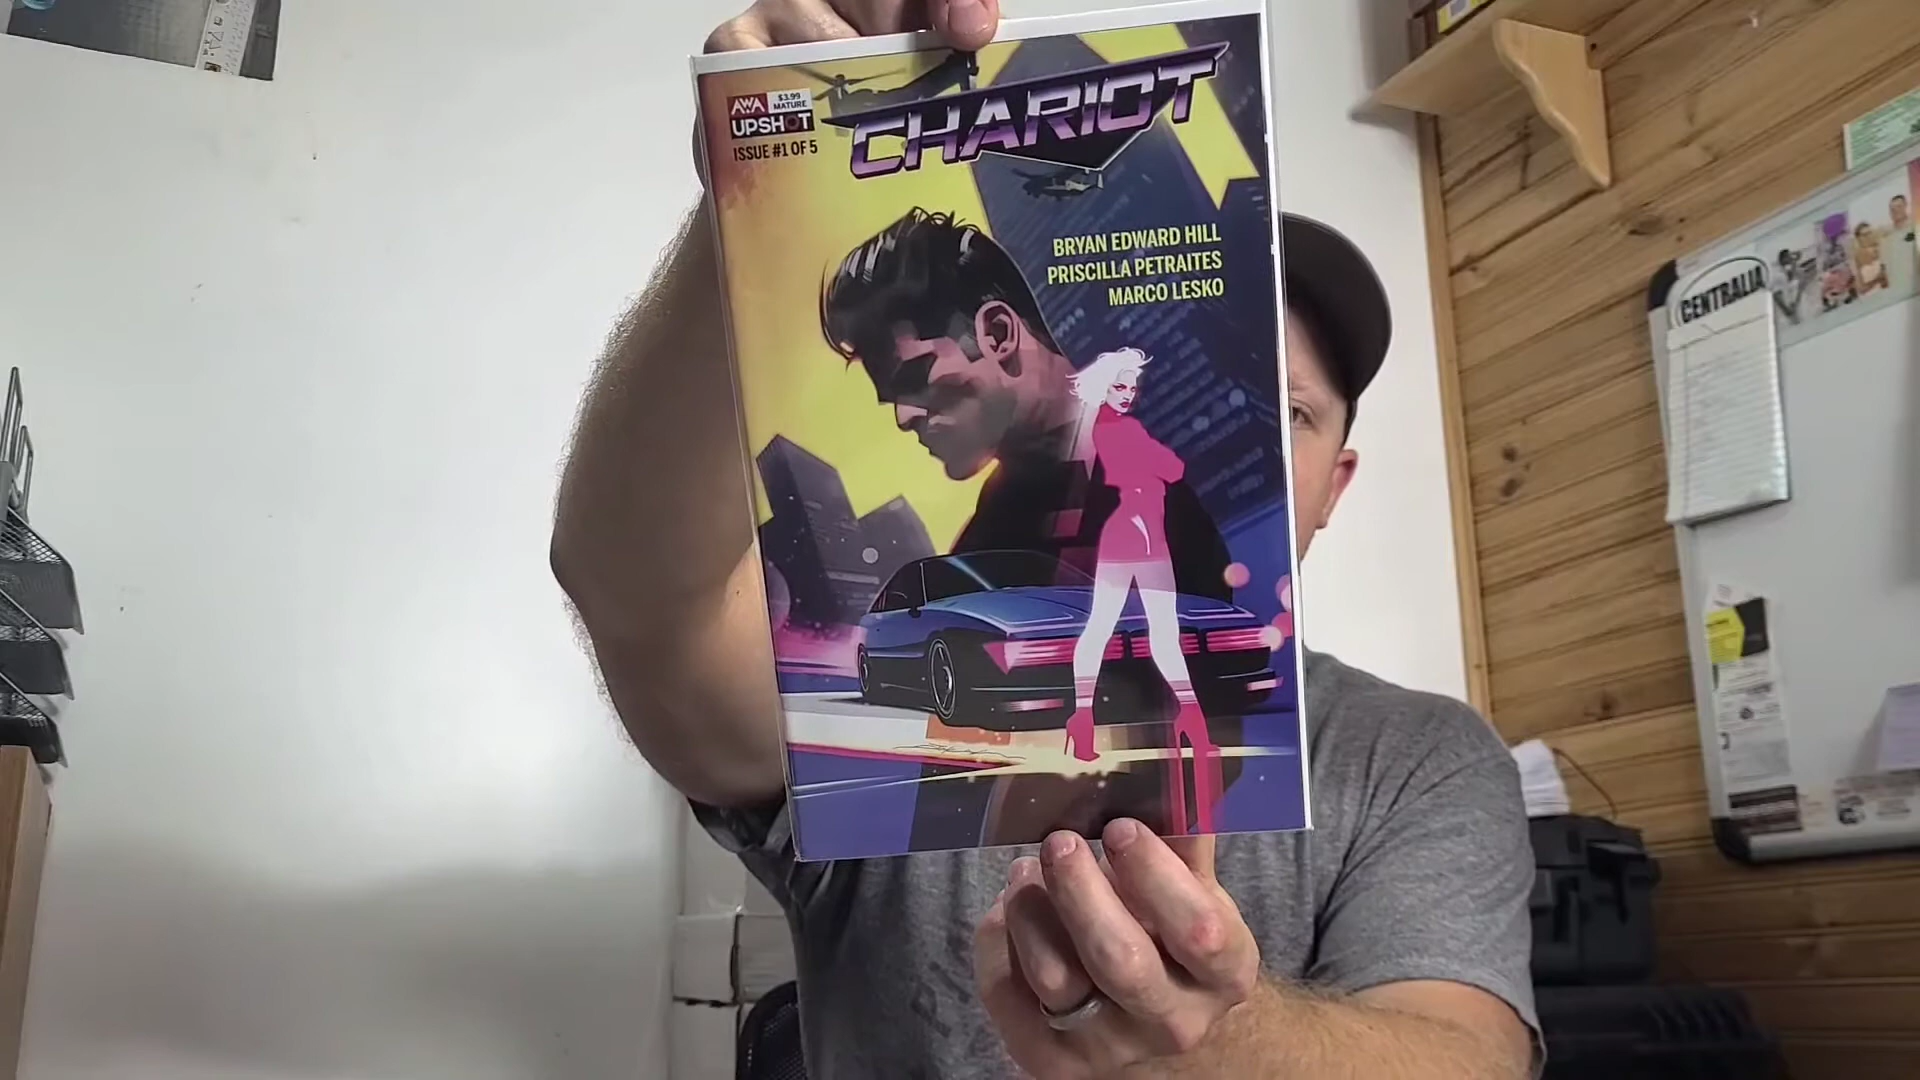 AWA
$3.99
MATURE
UPSHOT
ISSUE #1 OF 5
CHARIOT
BRYAN EDWARD HILL
PRISCILLA PETRAITES
MARCO LESKO
CENTRALIA